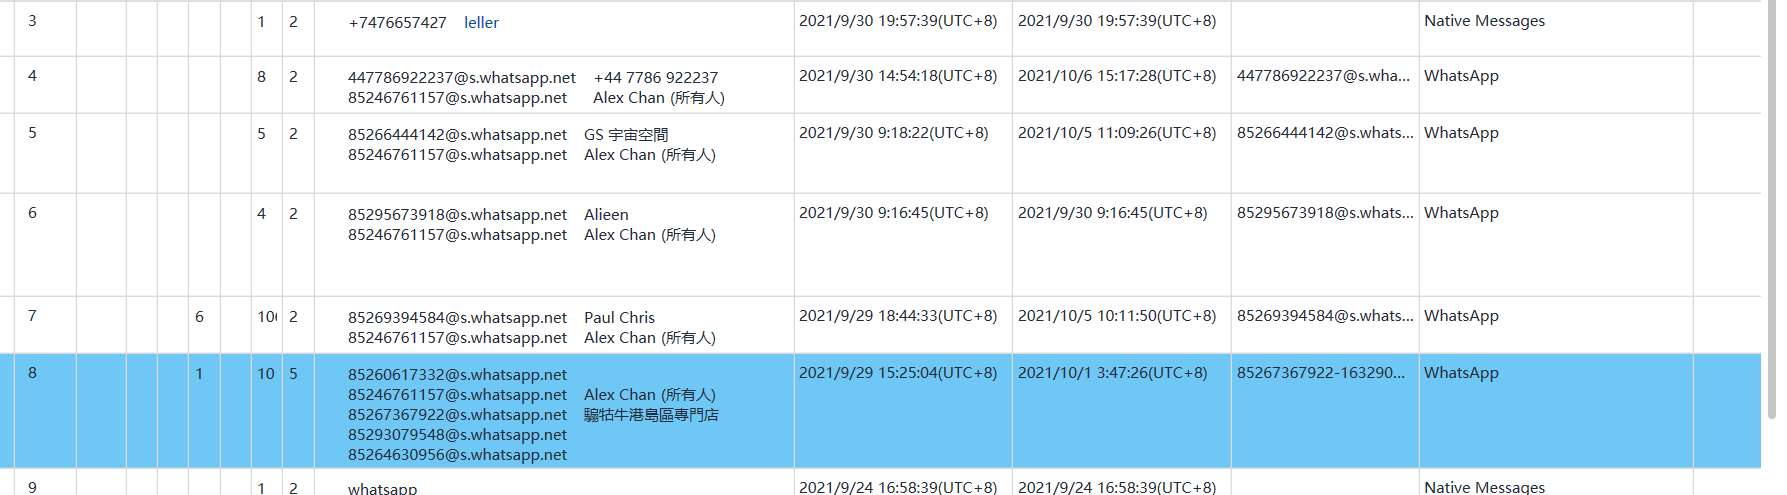 3 1 2 +7476657427 leller 2021/9/30 19:57:39(UTC+8) 2021/9/30 19:57:39(UTC+8) Native Messages
4 8 2 447786922237@s.whatsapp.net +44 7786 922237 2021/9/30 14:54:18(UTC+8) 2021/10/6 15:17:28(UTC+8) 447786922237@s.wha... WhatsApp
85246761157@s.whatsapp.net Alex Chan (所有人)
5 5 2 85266444142@s.whatsapp.net GS 宇宙空間 2021/9/30 9:18:22(UTC+8) 2021/10/5 11:09:26(UTC+8) 85266444142@s.whats... WhatsApp
85246761157@s.whatsapp.net Alex Chan (所有人)
6 4 2 85295673918@s.whatsapp.net Alieen 2021/9/30 9:16:45(UTC+8) 2021/9/30 9:16:45(UTC+8) 85295673918@s.whats... WhatsApp
85246761157@s.whatsapp.net Alex Chan (所有人)
7 6 2 85269394584@s.whatsapp.net Paul Chris 2021/9/29 18:44:33(UTC+8) 2021/10/5 10:11:50(UTC+8) 85269394584@s.whats... WhatsApp
85246761157@s.whatsapp.net Alex Chan (所有人)
8 1 10 5 85260617332@s.whatsapp.net 2021/9/29 15:25:04(UTC+8) 2021/10/1 3:47:26(UTC+8) 85267367922-163290... WhatsApp
85246761157@s.whatsapp.net Alex Chan (所有人)
85267367922@s.whatsapp.net 騸牯牛港島區專門店
85293079548@s.whatsapp.net
85264630956@s.whatsapp.net
9 1 2 whatsapp 2021/9/24 16:58:39(UTC+8) 2021/9/24 16:58:39(UTC+8) Native Messages